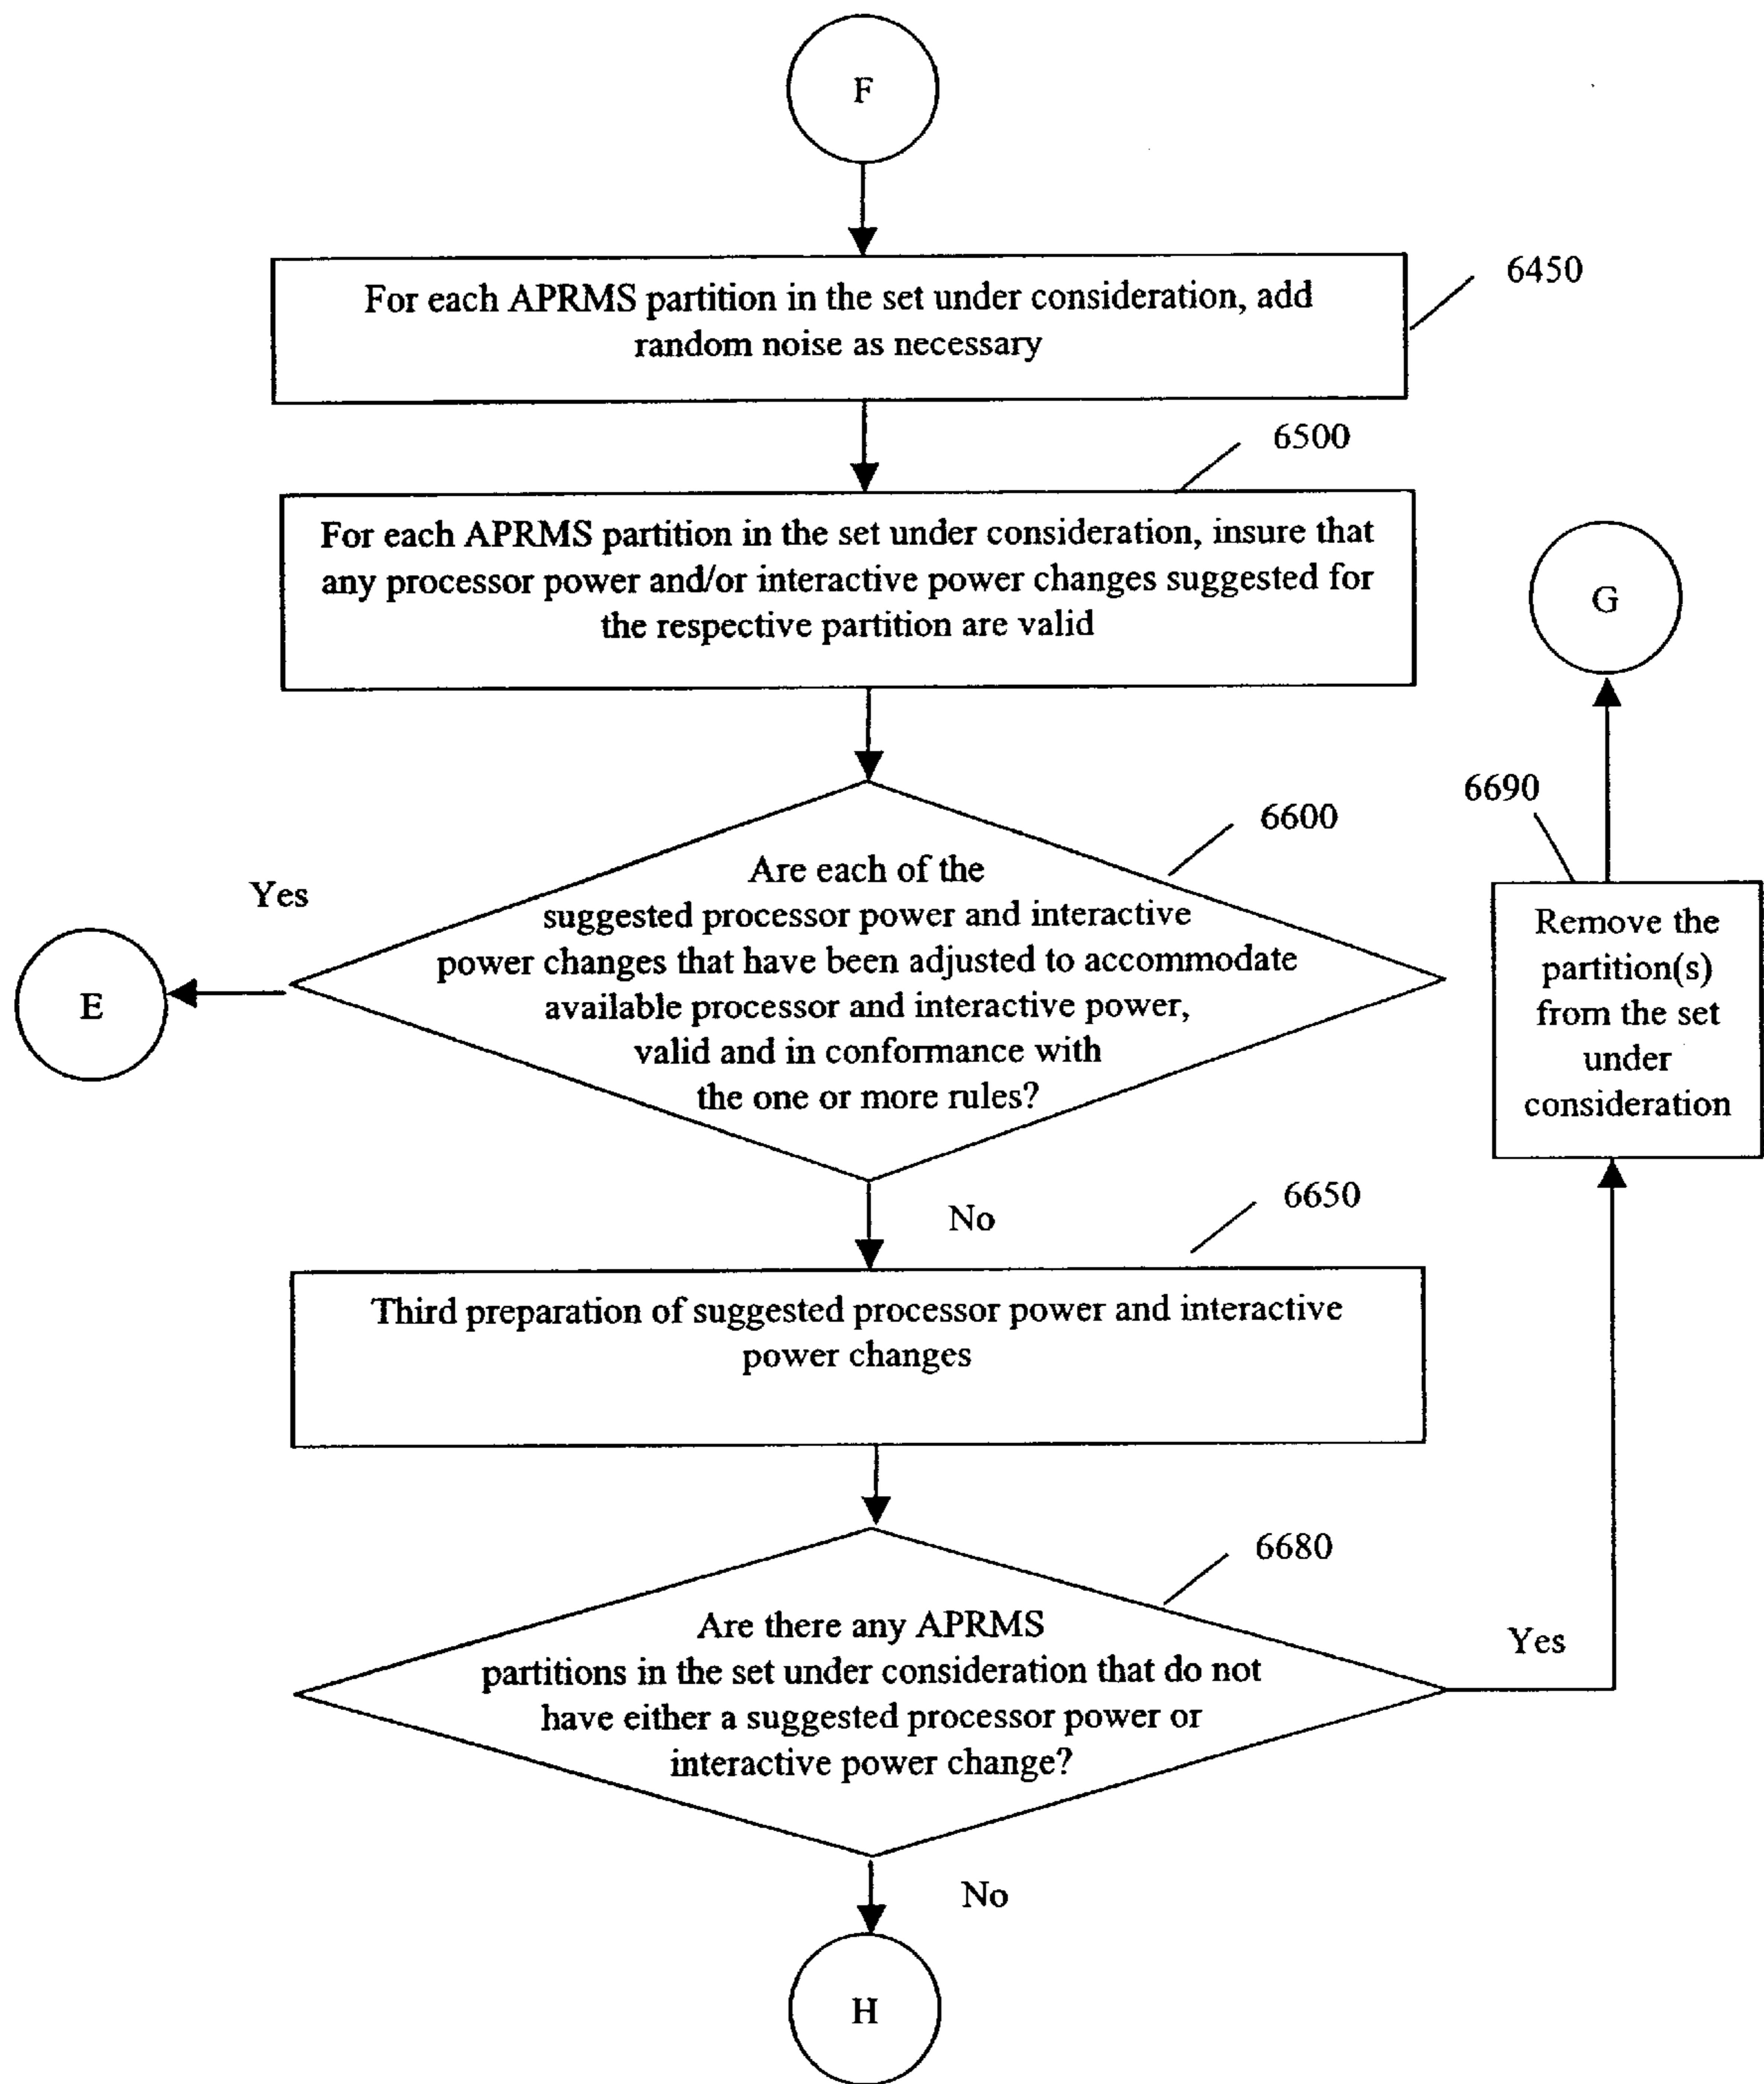 F
For each APRMS partition in the set under consideration, add
random noise as necessary
6450
6500
For each APRMS partition in the set under consideration, insure that
any processor power and/or interactive power changes suggested for
the respective partition are valid
G
6600
6690
Are each of the
suggested processor power and interactive
power changes that have been adjusted to accommodate
available processor and interactive power,
valid and in conformance with
the one or more rules?
Yes
E
Remove the
partition(s)
from the set
under
consideration
No
6650
Third preparation of suggested processor power and interactive
power changes
6680
Are there any APRMS
partitions in the set under consideration that do not
have either a suggested processor power or
interactive power change?
Yes
No
H